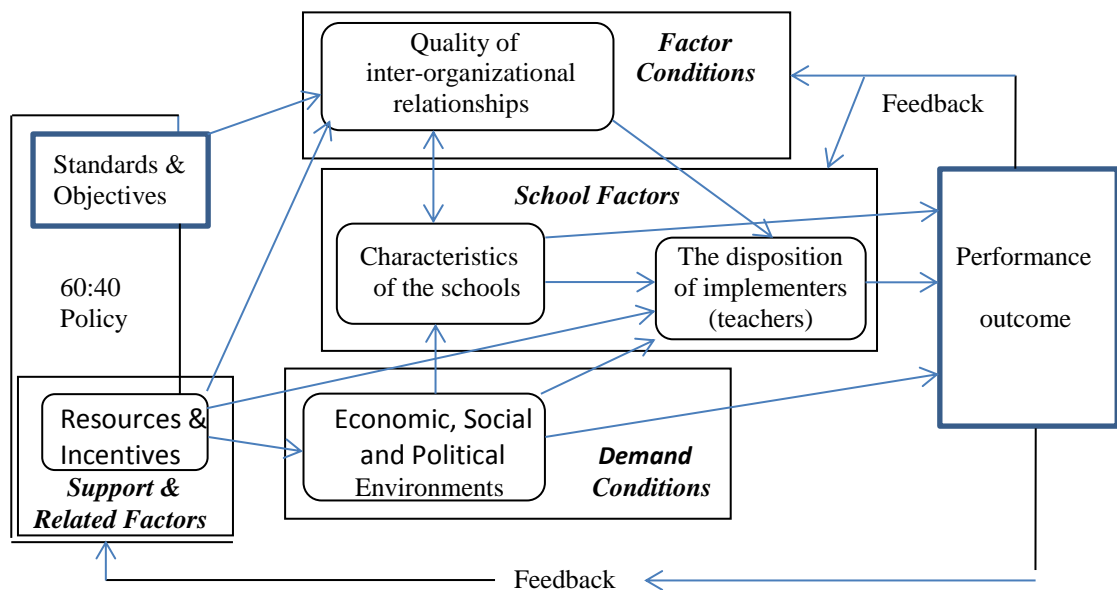 Quality of
inter-organizational
relationships
Factor
Conditions
Feedback
Standards &
Objectives
60:40
Policy
School Factors
Characteristics
of the schools
The disposition
of implementers
(teachers)
Performance
outcome
Resources &
Incentives
Support &
Related Factors
Economic, Social
and Political
Environments
Demand
Conditions
Feedback